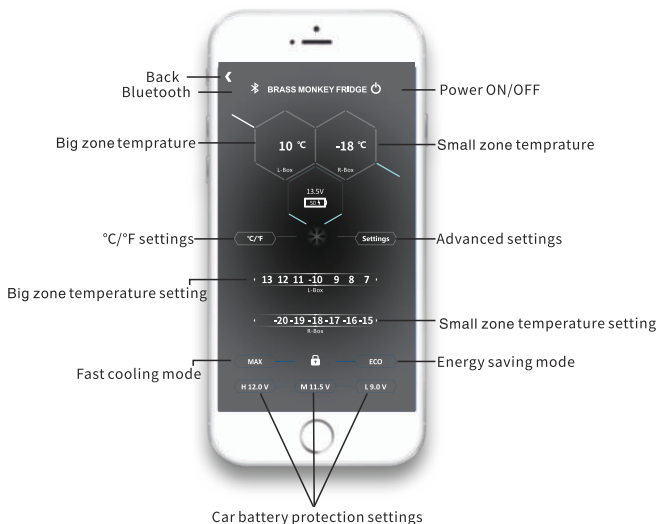 Back
Bluetooth
BRASS MONKEY FRIDGE
Power ON/OFF
Big zone temprature
10 °C
L-Box
-18 °C
R-Box
Small zone temprature
13.5V
50
°C/°F settings
°C/°F
Settings
Advanced settings
13 12 11 -10 9 8 7
L-Box
Big zone temperature setting
-20 -19 -18 -17 -16 -15
R-Box
Small zone temperature setting
Fast cooling mode
MAX
ECO
Energy saving mode
H 12.0 V
M 11.5 V
L 9.0 V
Car battery protection settings